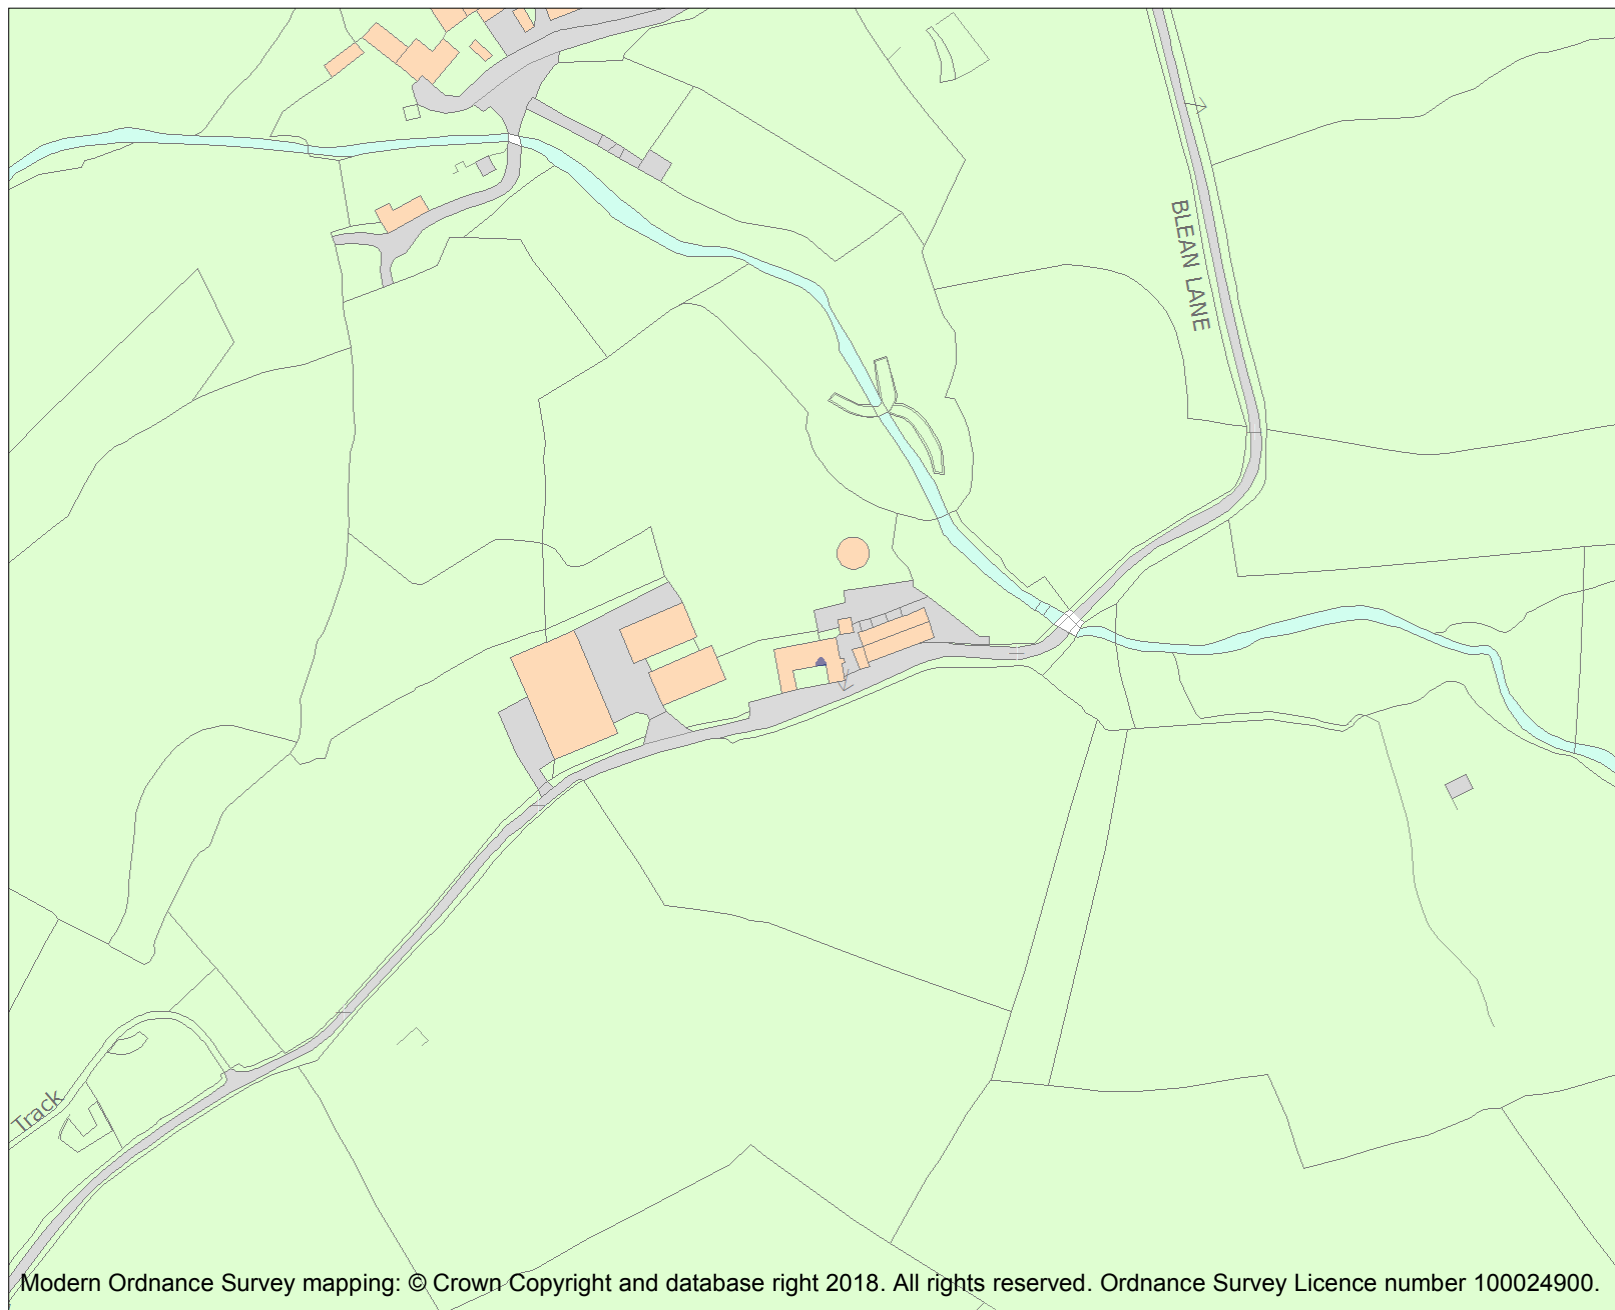 BLEAN LANE
Track
Modern Ordnance Survey mapping: © Crown Copyright and database right 2018. All rights reserved. Ordnance Survey Licence number 100024900.